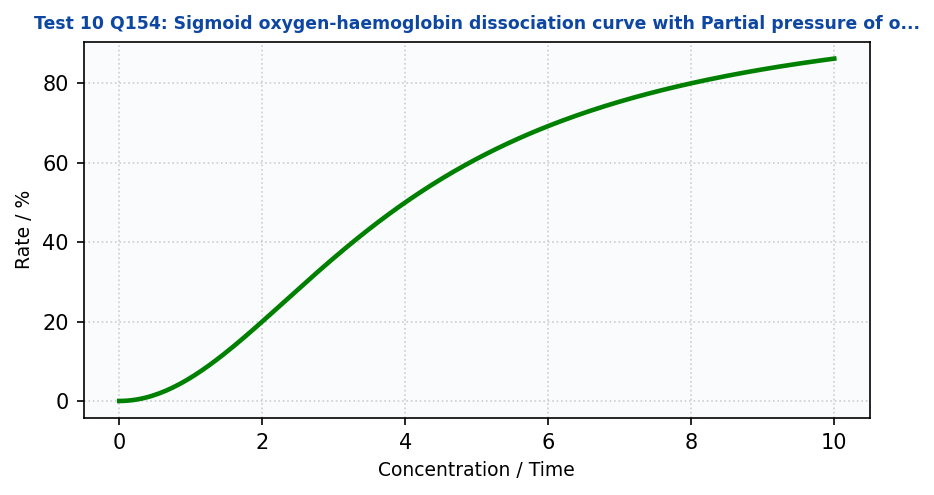 Test 10 Q154: Sigmoid oxygen-haemoglobin dissociation curve with Partial pressure of o...
80
60
40
20
0
Rate / %
0 2 4 6 8 10
Concentration / Time